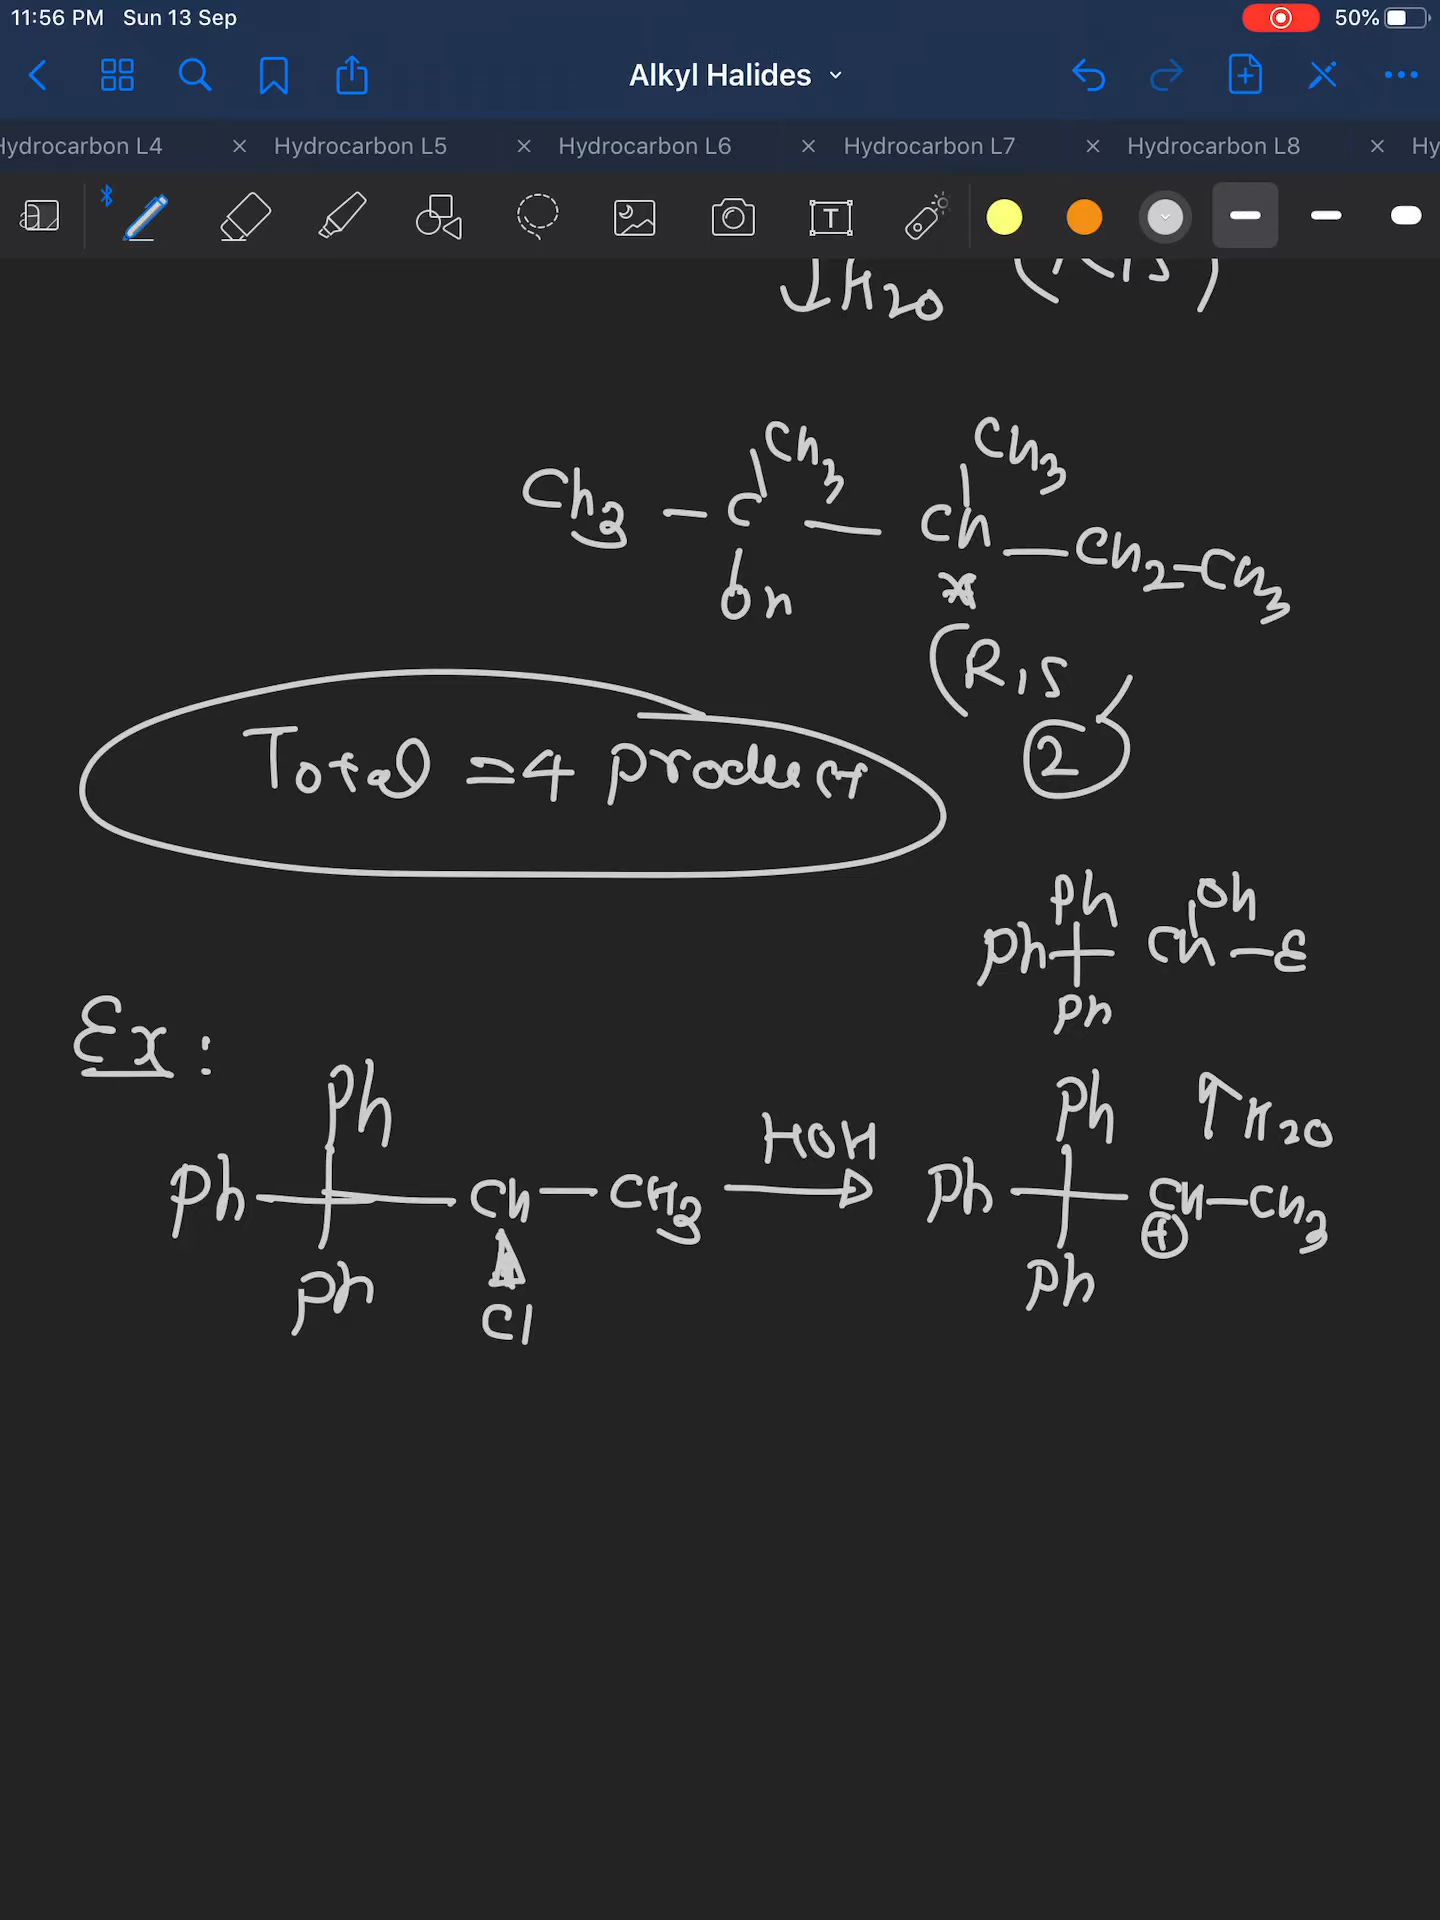 11:56 PM Sun 13 Sep 50%
Alkyl Halides
Hydrocarbon L4 Hydrocarbon L5 Hydrocarbon L6 Hydrocarbon L7 Hydrocarbon L8 Hy
T
↓H2O (R,S)
CH3 CH3
CH3 - C - CH - CH2 - CH3
OH *
(R,S)
2
Total = 4 product
Ph OH
Ph CH - E
Ph
Ex:
Ph Ph ↑H2O
HOH
Ph CH - CH3 → Ph CH - CH3
+
Ph Ph
Cl